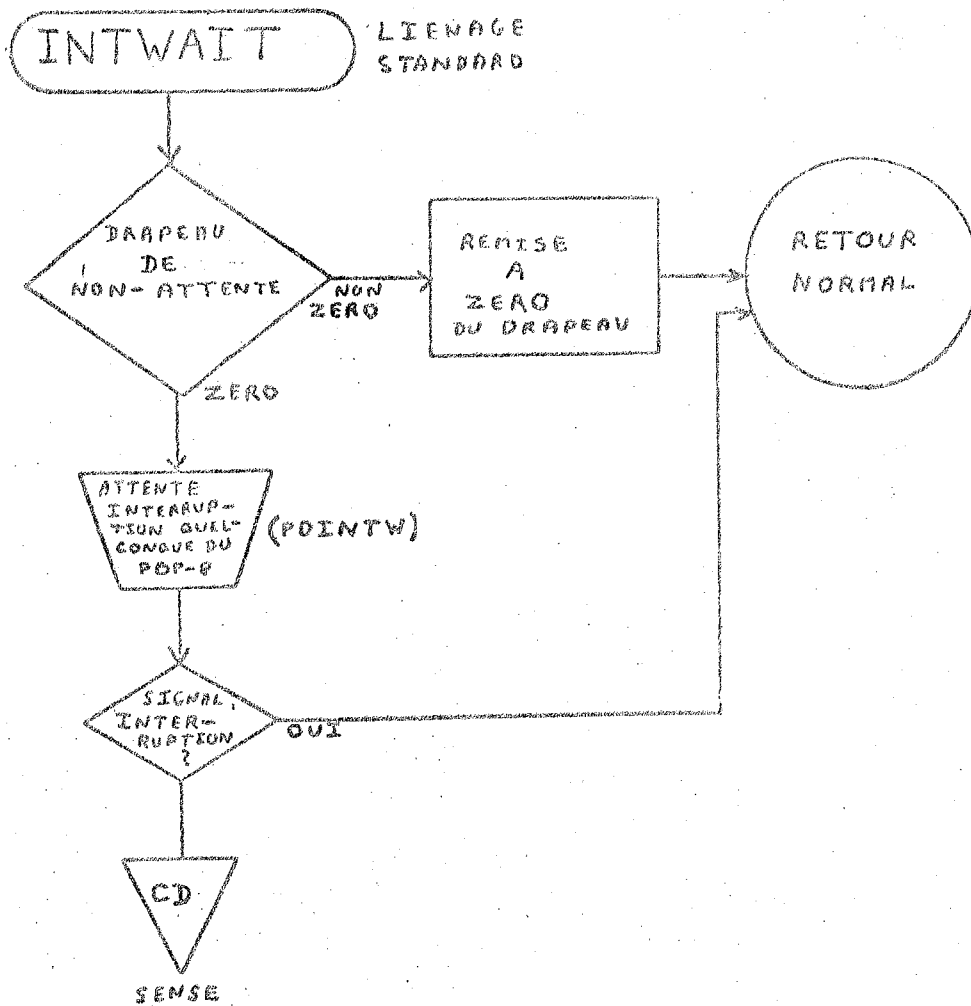 INTWAIT
LIENAGE
STANDARD
DRAPEAU
DE
NON-ATTENTE
NON
ZERO
REMISE
A
ZERO
DU DRAPEAU
RETOUR
NORMAL
ZERO
ATTENTE
INTERRUP-
TION QUEL-
CONQUE DU
PDP-8
(POINTW)
SIGNAL
INTER-
RUPTION
?
OUI
CD
SENSE